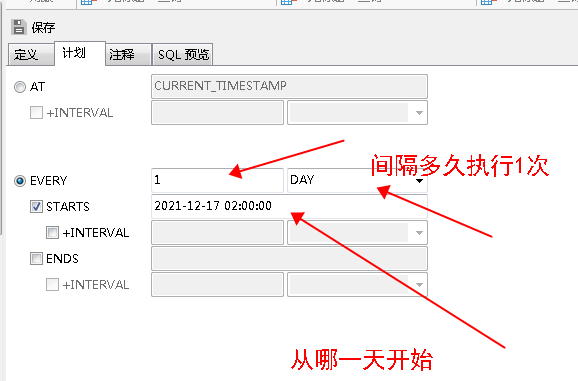 保存
定义 计划 注释 SQL 预览
AT CURRENT_TIMESTAMP
+INTERVAL
EVERY 1 DAY 间隔多久执行1次
STARTS 2021-12-17 02:00:00
+INTERVAL
ENDS
+INTERVAL
从哪一天开始